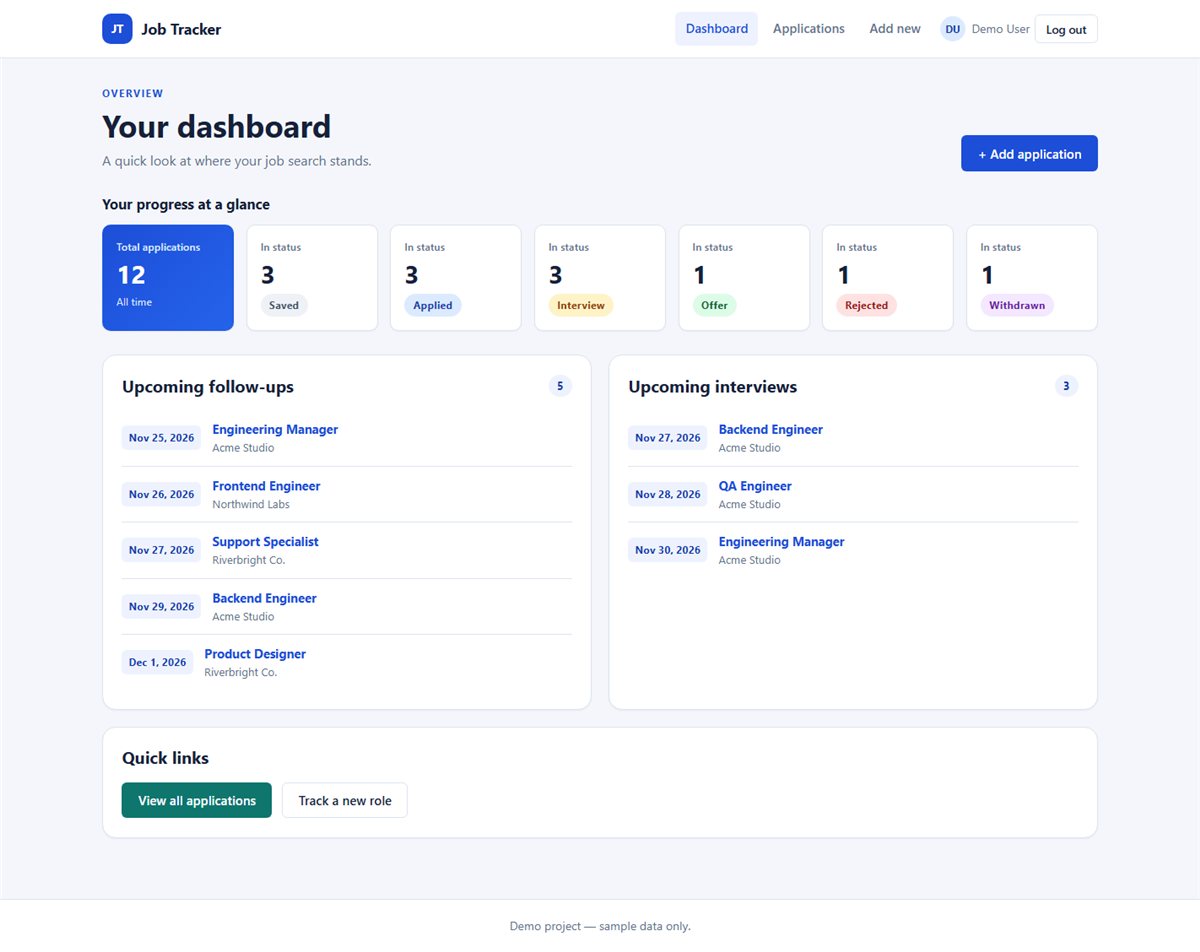 JT Job Tracker Dashboard Applications Add new DU Demo User Log out
OVERVIEW
Your dashboard
A quick look at where your job search stands.
+ Add application
Your progress at a glance
Total applications
12
All time
In status
3
Saved
In status
3
Applied
In status
3
Interview
In status
1
Offer
In status
1
Rejected
In status
1
Withdrawn
Upcoming follow-ups 5
Nov 25, 2026
Engineering Manager
Acme Studio
Nov 26, 2026
Frontend Engineer
Northwind Labs
Nov 27, 2026
Support Specialist
Riverbright Co.
Nov 29, 2026
Backend Engineer
Acme Studio
Dec 1, 2026
Product Designer
Riverbright Co.
Upcoming interviews 3
Nov 27, 2026
Backend Engineer
Acme Studio
Nov 28, 2026
QA Engineer
Acme Studio
Nov 30, 2026
Engineering Manager
Acme Studio
Quick links
View all applications Track a new role
Demo project — sample data only.